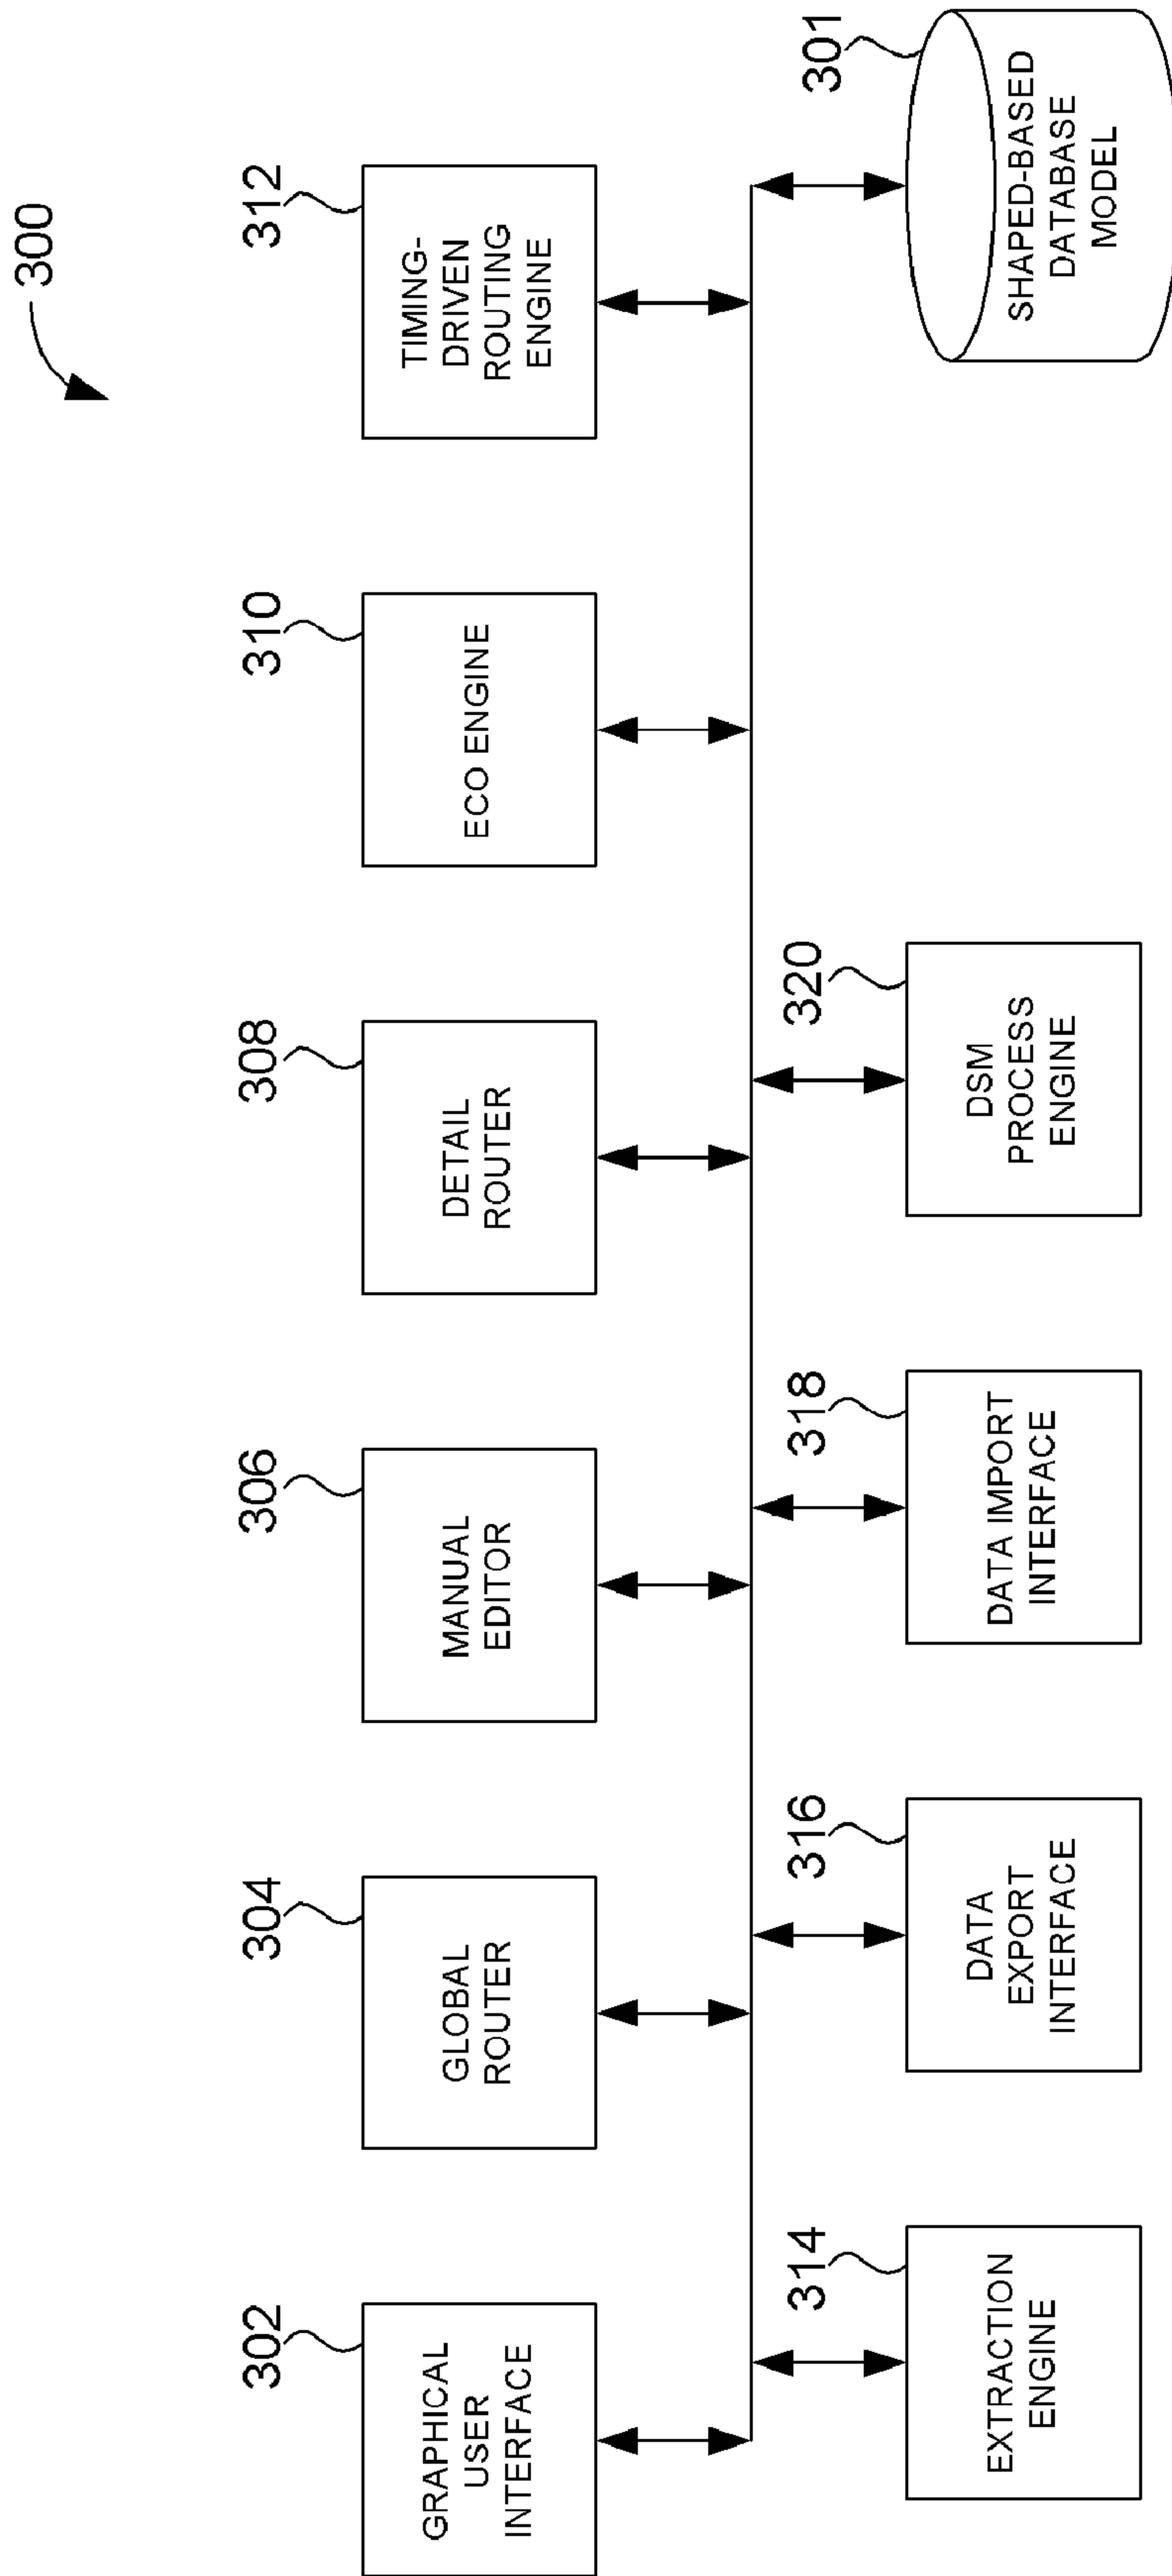 300
302
GRAPHICAL
USER
INTERFACE
304
GLOBAL
ROUTER
306
MANUAL
EDITOR
308
DETAIL
ROUTER
310
ECO ENGINE
312
TIMING-
DRIVEN
ROUTING
ENGINE
314
EXTRACTION
ENGINE
316
DATA
EXPORT
INTERFACE
318
DATA IMPORT
INTERFACE
320
DSM
PROCESS
ENGINE
301
SHAPED-BASED
DATABASE
MODEL